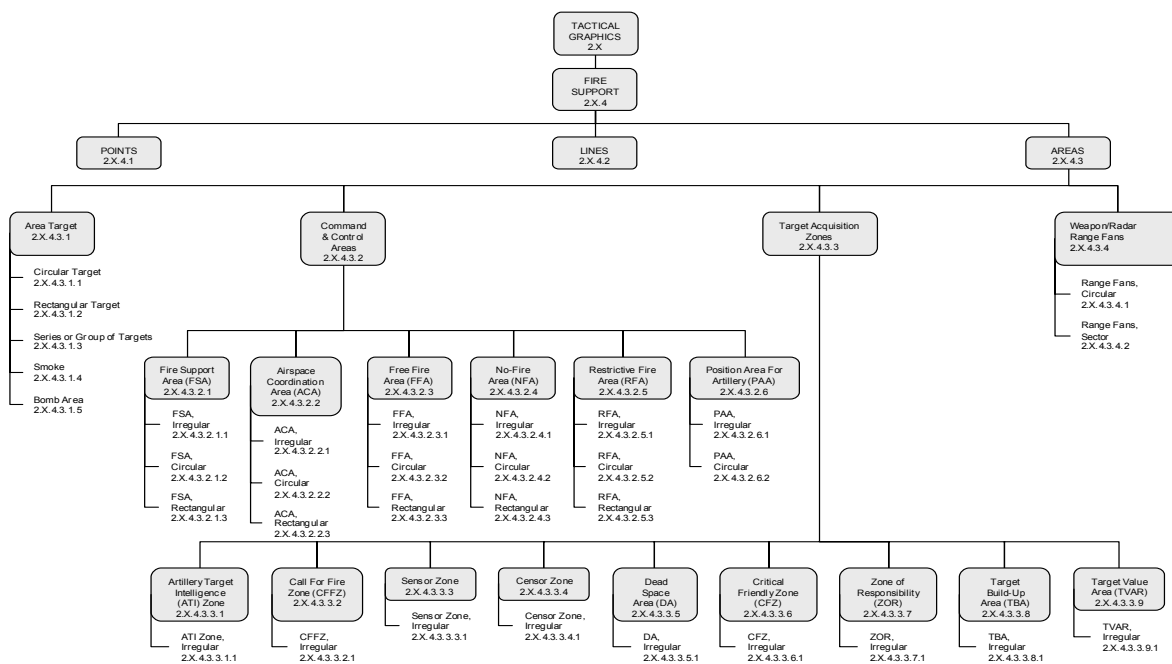 TACTICAL
GRAPHICS
2.X
FIRE
SUPPORT
2.X.4
POINTS
2.X.4.1
LINES
2.X.4.2
AREAS
2.X.4.3
Area Target
2.X.4.3.1
Circular Target
2.X.4.3.1.1
Rectangular Target
2.X.4.3.1.2
Series or Group of Targets
2.X.4.3.1.3
Smoke
2.X.4.3.1.4
Bomb Area
2.X.4.3.1.5
Command
& Control
Areas
2.X.4.3.2
Fire Support
Area (FSA)
2.X.4.3.2.1
FSA,
Irregular
2.X.4.3.2.1.1
FSA,
Circular
2.X.4.3.2.1.2
FSA,
Rectangular
2.X.4.3.2.1.3
Airspace
Coordination
Area (ACA)
2.X.4.3.2.2
ACA,
Irregular
2.X.4.3.2.2.1
ACA,
Circular
2.X.4.3.2.2.2
ACA,
Rectangular
2.X.4.3.2.2.3
Free Fire
Area (FFA)
2.X.4.3.2.3
FFA,
Irregular
2.X.4.3.2.3.1
FFA,
Circular
2.X.4.3.2.3.2
FFA,
Rectangular
2.X.4.3.2.3.3
No-Fire
Area (NFA)
2.X.4.3.2.4
NFA,
Irregular
2.X.4.3.2.4.1
NFA,
Circular
2.X.4.3.2.4.2
NFA,
Rectangular
2.X.4.3.2.4.3
Restrictive Fire
Area (RFA)
2.X.4.3.2.5
RFA,
Irregular
2.X.4.3.2.5.1
RFA,
Circular
2.X.4.3.2.5.2
RFA,
Rectangular
2.X.4.3.2.5.3
Position Area For
Artillery (PAA)
2.X.4.3.2.6
PAA,
Irregular
2.X.4.3.2.6.1
PAA,
Circular
2.X.4.3.2.6.2
Target Acquisition
Zones
2.X.4.3.3
Artillery Target
Intelligence
(ATI) Zone
2.X.4.3.3.1
ATI Zone,
Irregular
2.X.4.3.3.1.1
Call For Fire
Zone (CFFZ)
2.X.4.3.3.2
CFFZ,
Irregular
2.X.4.3.3.2.1
Sensor Zone
2.X.4.3.3.3
Sensor Zone,
Irregular
2.X.4.3.3.3.1
Censor Zone
2.X.4.3.3.4
Censor Zone,
Irregular
2.X.4.3.3.4.1
Dead
Space
Area (DA)
2.X.4.3.3.5
DA,
Irregular
2.X.4.3.3.5.1
Critical
Friendly Zone
(CFZ)
2.X.4.3.3.6
CFZ,
Irregular
2.X.4.3.3.6.1
Zone of
Responsibility
(ZOR)
2.X.4.3.3.7
ZOR,
Irregular
2.X.4.3.3.7.1
Target
Build-Up
Area (TBA)
2.X.4.3.3.8
TBA,
Irregular
2.X.4.3.3.8.1
Target Value
Area (TVAR)
2.X.4.3.3.9
TVAR,
Irregular
2.X.4.3.3.9.1
Weapon/Radar
Range Fans
2.X.4.3.4
Range Fans,
Circular
2.X.4.3.4.1
Range Fans,
Sector
2.X.4.3.4.2